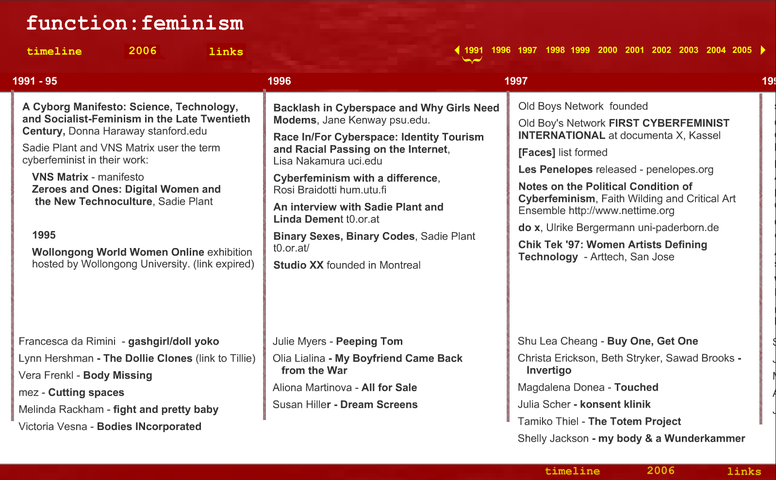 function:feminism
timeline 2006 links
1991 1996 1997 1998 1999 2000 2001 2002 2003 2004 2005
1991 - 95
A Cyborg Manifesto: Science, Technology,
and Socialist-Feminism in the Late Twentieth
Century, Donna Haraway stanford.edu
Sadie Plant and VNS Matrix user the term
cyberfeminist in their work:
VNS Matrix - manifesto
Zeroes and Ones: Digital Women and
the New Technoculture, Sadie Plant
1995
Wollongong World Women Online exhibition
hosted by Wollongong University. (link expired)
Francesca da Rimini - gashgirl/doll yoko
Lynn Hershman - The Dollie Clones (link to Tillie)
Vera Frenkl - Body Missing
mez - Cutting spaces
Melinda Rackham - fight and pretty baby
Victoria Vesna - Bodies INcorporated
1996
Backlash in Cyberspace and Why Girls Need
Modems, Jane Kenway psu.edu.
Race In/For Cyberspace: Identity Tourism
and Racial Passing on the Internet,
Lisa Nakamura uci.edu
Cyberfeminism with a difference,
Rosi Braidotti hum.utu.fi
An interview with Sadie Plant and
Linda Dement t0.or.at
Binary Sexes, Binary Codes, Sadie Plant
t0.or.at/
Studio XX founded in Montreal
Julie Myers - Peeping Tom
Olia Lialina - My Boyfriend Came Back
from the War
Aliona Martinova - All for Sale
Susan Hiller - Dream Screens
1997
Old Boys Network founded
Old Boy's Network FIRST CYBERFEMINIST
INTERNATIONAL at documenta X, Kassel
[Faces] list formed
Les Penelopes released - penelopes.org
Notes on the Political Condition of
Cyberfeminism, Faith Wilding and Critical Art
Ensemble http://www.nettime.org
do x, Ulrike Bergermann uni-paderborn.de
Chik Tek '97: Women Artists Defining
Technology - Arttech, San Jose
Shu Lea Cheang - Buy One, Get One
Christa Erickson, Beth Stryker, Sawad Brooks -
Invertigo
Magdalena Donea - Touched
Julia Scher - konsent klinik
Tamiko Thiel - The Totem Project
Shelly Jackson - my body & a Wunderkammer
timeline 2006 links